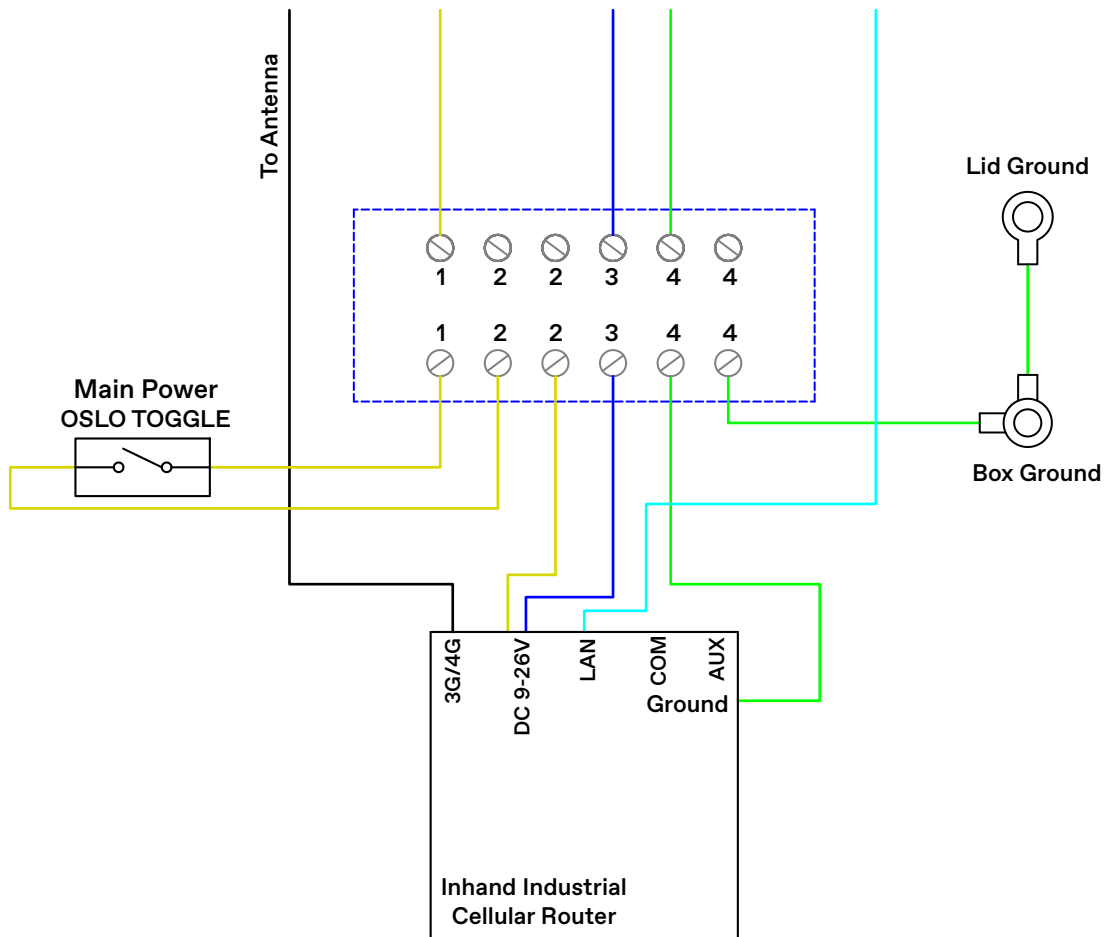 To Antenna
Lid Ground
1 2 2 3 4 4
1 2 2 3 4 4
Main Power
OSLO TOGGLE
Box Ground
3G/4G
DC 9-26V
LAN
COM
AUX
Ground
Inhand Industrial
Cellular Router